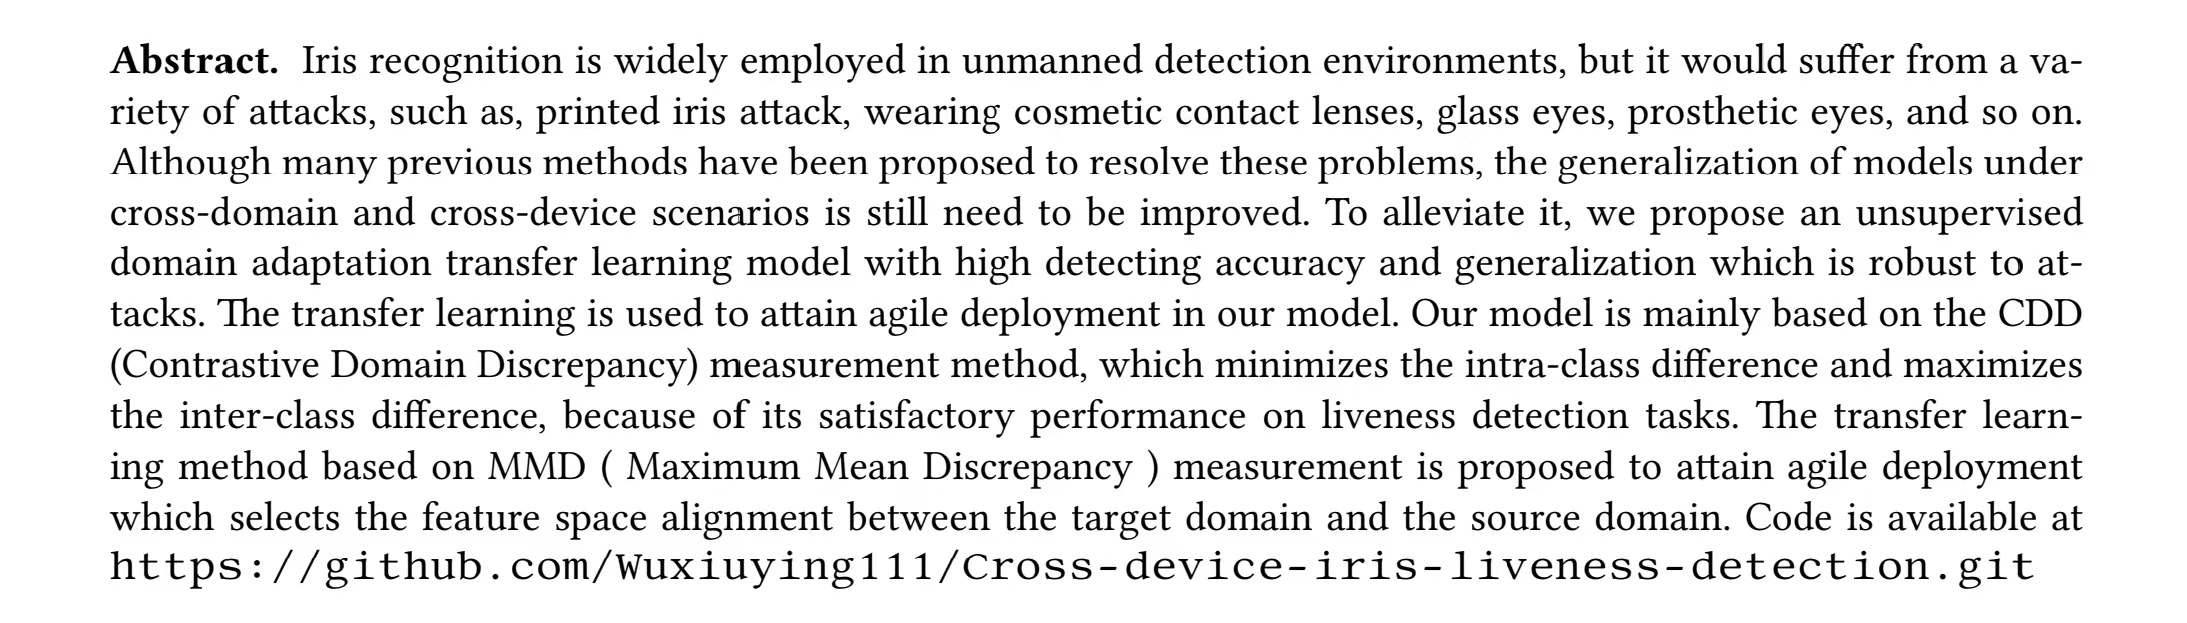 Abstract. Iris recognition is widely employed in unmanned detection environments, but it would suffer from a va-
riety of attacks, such as, printed iris attack, wearing cosmetic contact lenses, glass eyes, prosthetic eyes, and so on.
Although many previous methods have been proposed to resolve these problems, the generalization of models under
cross-domain and cross-device scenarios is still need to be improved. To alleviate it, we propose an unsupervised
domain adaptation transfer learning model with high detecting accuracy and generalization which is robust to at-
tacks. The transfer learning is used to attain agile deployment in our model. Our model is mainly based on the CDD
(Contrastive Domain Discrepancy) measurement method, which minimizes the intra-class difference and maximizes
the inter-class difference, because of its satisfactory performance on liveness detection tasks. The transfer learn-
ing method based on MMD ( Maximum Mean Discrepancy ) measurement is proposed to attain agile deployment
which selects the feature space alignment between the target domain and the source domain. Code is available at
https://github.com/Wuxiuying111/Cross-device-iris-liveness-detection.git